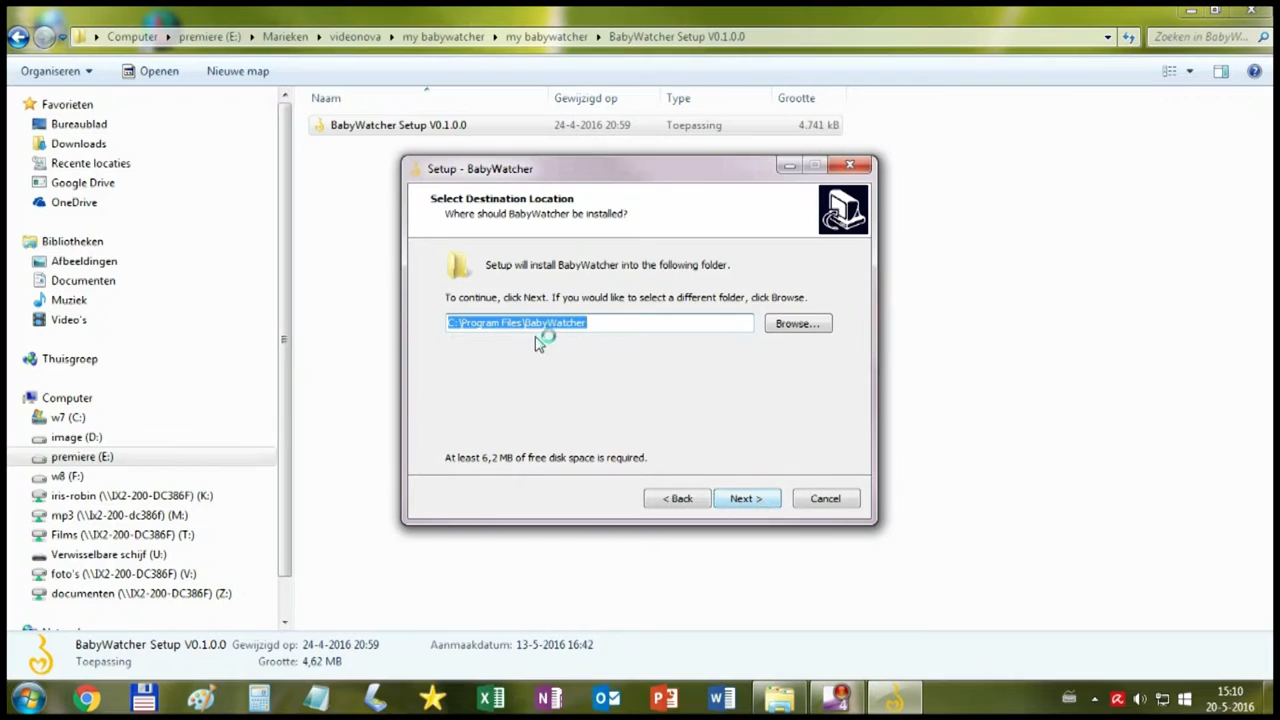 Computer premiere (E:) Marieken videonova my babywatcher my babywatcher BabyWatcher Setup V0.1.0.0 Zoeken in BabyW...
Organiseren Openen Nieuwe map
Naam Gewijzigd op Type Grootte
BabyWatcher Setup V0.1.0.0 24-4-2016 20:59 Toepassing 4.741 kB
Favorieten
Bureaublad
Downloads
Recente locaties
Google Drive
OneDrive
Bibliotheken
Afbeeldingen
Documenten
Muziek
Video's
Thuisgroep
Computer
w7 (C:)
image (D:)
premiere (E:)
w8 (F:)
iris-robin (\\IX2-200-DC386F) (K:)
mp3 (\\Ix2-200-dc386f) (M:)
Films (\\IX2-200-DC386F) (T:)
Verwisselbare schijf (U:)
foto's (\\IX2-200-DC386F) (V:)
documenten (\\IX2-200-DC386F) (Z:)
Setup - BabyWatcher
Select Destination Location
Where should BabyWatcher be installed?
Setup will install BabyWatcher into the following folder.
To continue, click Next. If you would like to select a different folder, click Browse.
C:\Program Files\BabyWatcher
Browse...
At least 6,2 MB of free disk space is required.
< Back Next > Cancel
BabyWatcher Setup V0.1.0.0 Gewijzigd op: 24-4-2016 20:59 Aanmaakdatum: 13-5-2016 16:42
Toepassing Grootte: 4,62 MB
15:10
20-5-2016